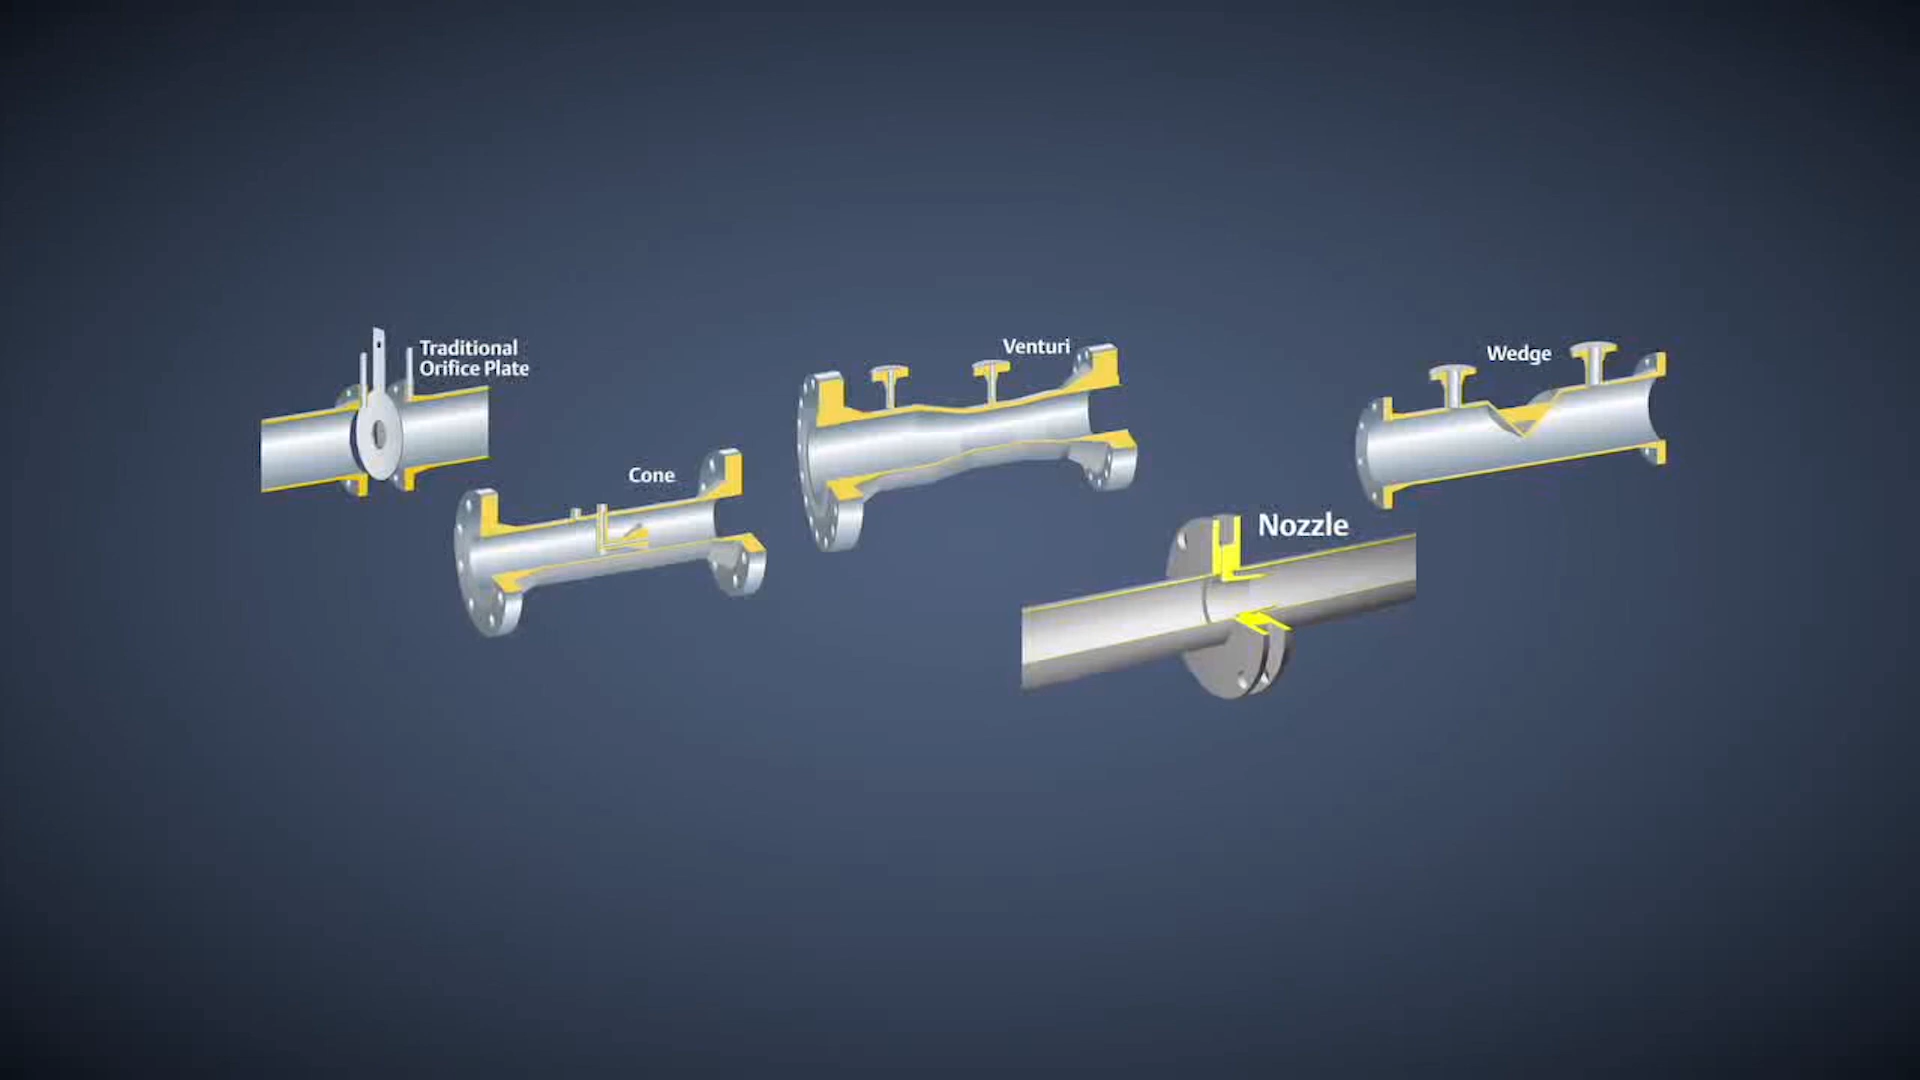 Traditional
Orifice Plate
Cone
Venturi
Nozzle
Wedge